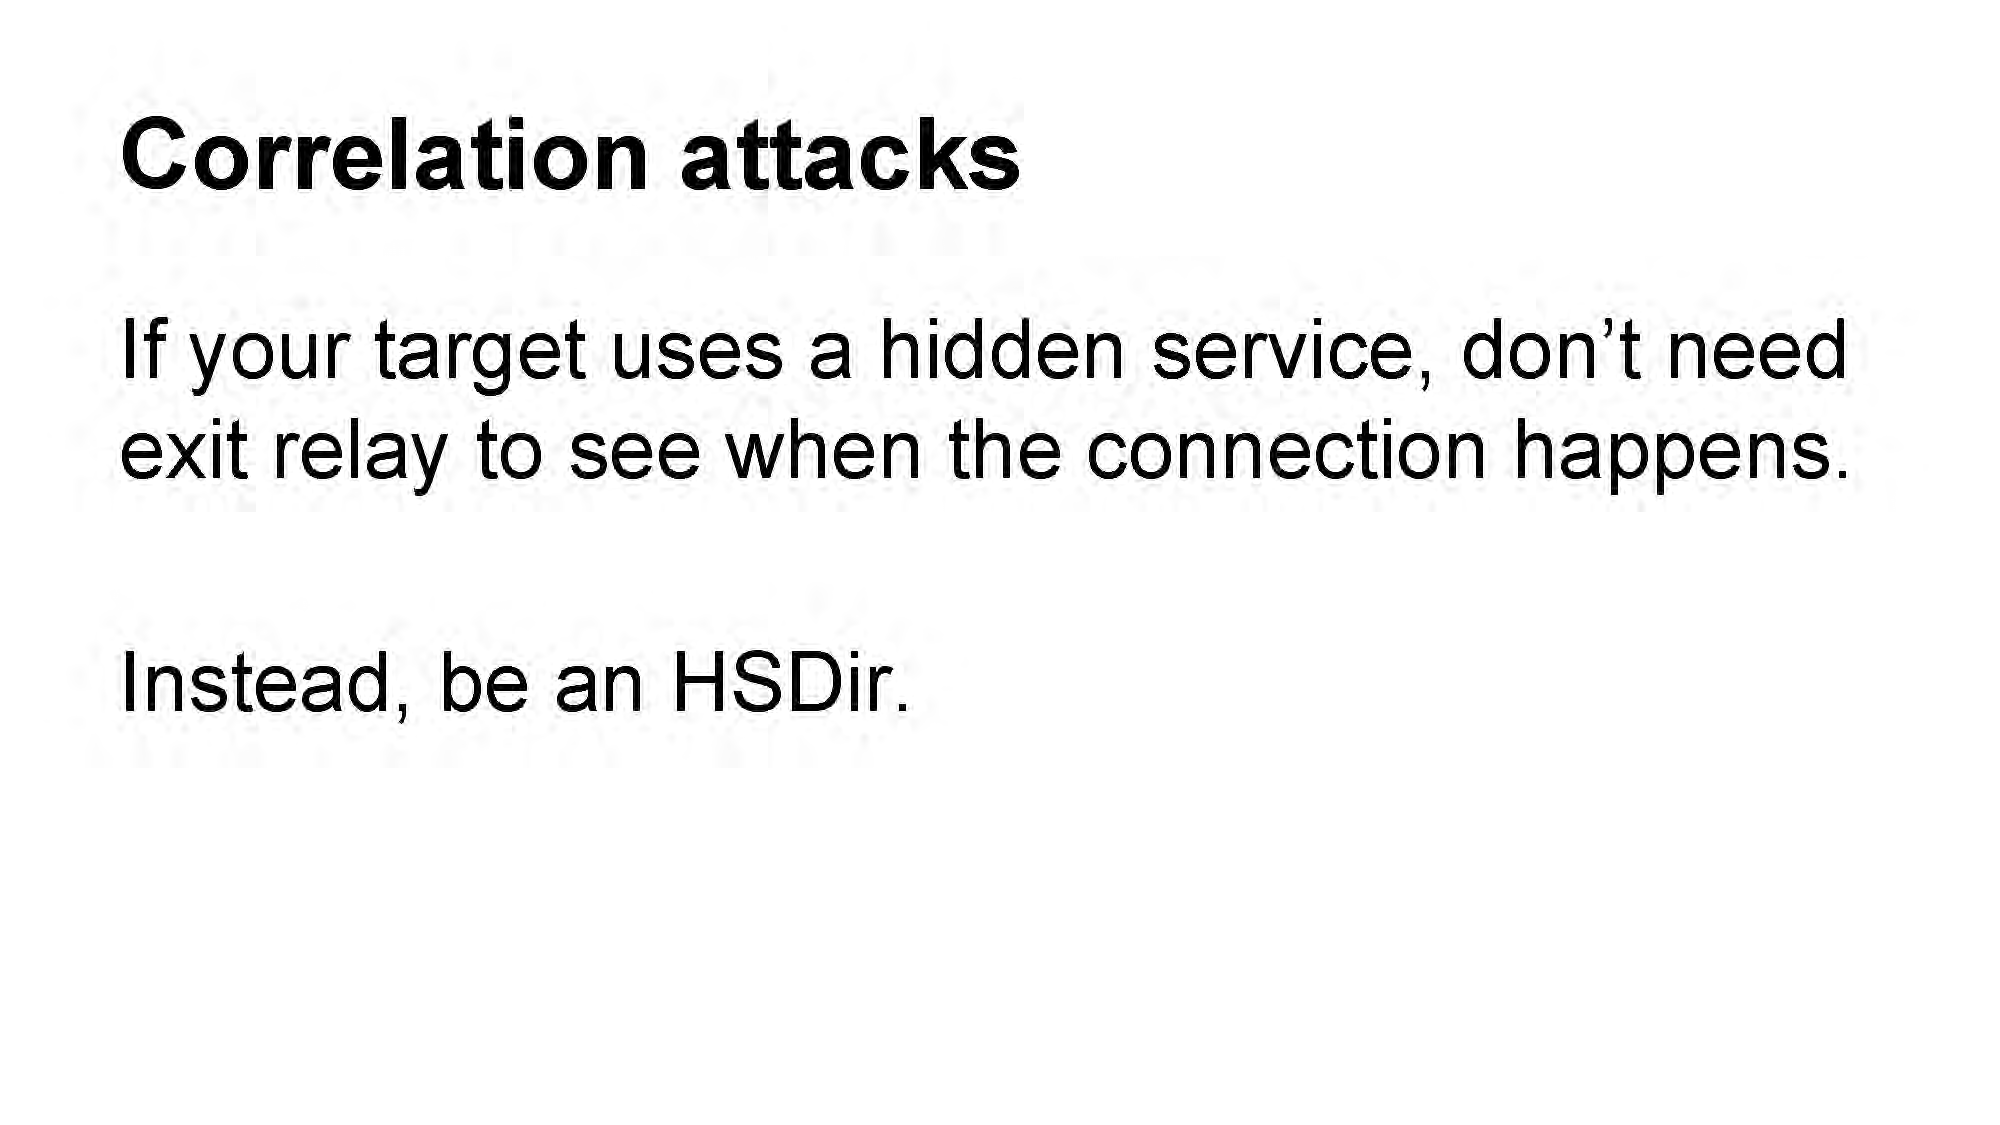 Correlation attacks
If your target uses a hidden service, don’t need
exit relay to see when the connection happens.
Instead, be an HSDir.